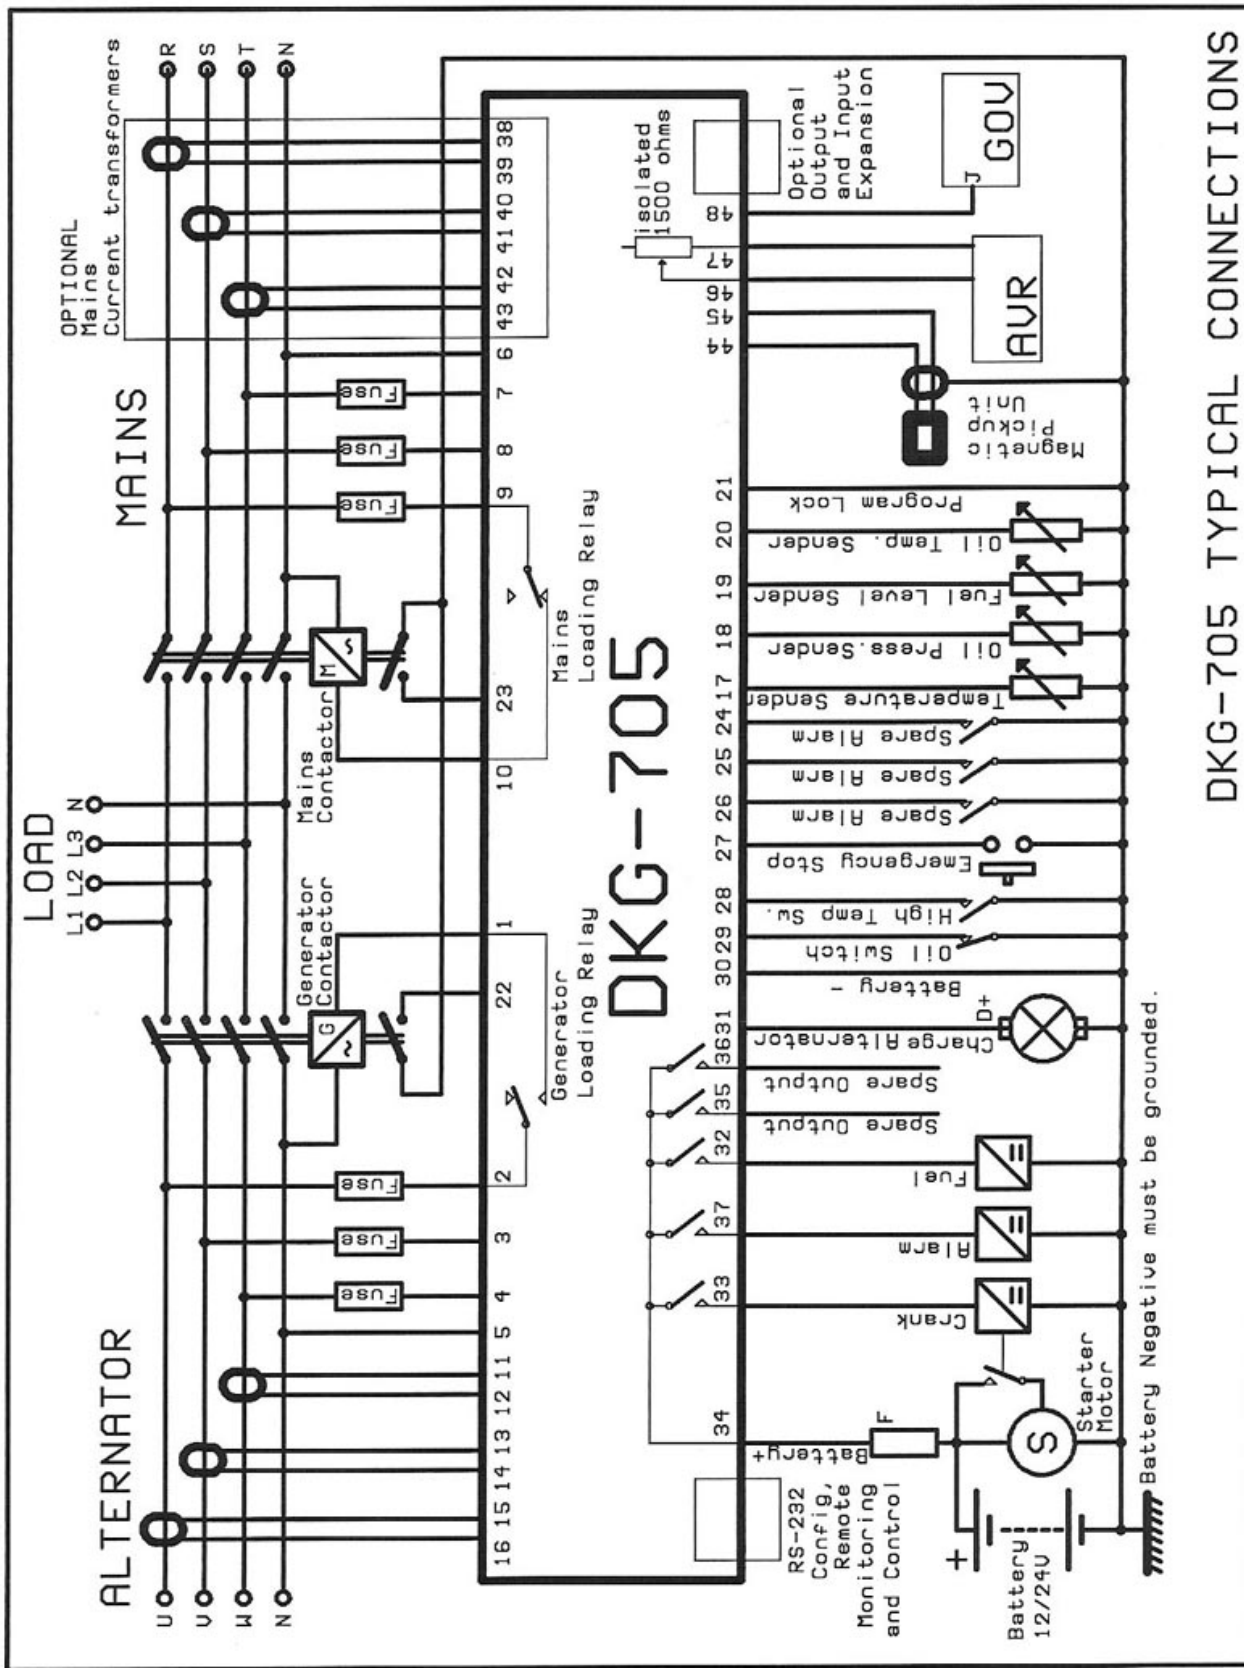 ALTERNATOR
LOAD
MAINS
OPTIONAL
Mains
Current transformers
U
V
W
N
L1
L2
L3
N
R
S
T
N
Generator
Contactor
G
~
Mains
Contactor
M
~
Fuse
Fuse
Fuse
Fuse
Fuse
Fuse
16
15
14
13
12
11
5
4
3
2
22
1
10
23
9
8
7
6
43
42
41
40
39
38
Generator
Loading Relay
Mains
Loading Relay
DKG-705
isolated
1500 ohms
34
33
37
32
35
36
31
30
29
28
27
26
25
24
17
18
19
20
21
44
45
46
47
48
RS-232
Config,
Remote
Monitoring
and Control
Battery+
F
Crank
=
Alarm
=
Fuel
=
Spare Output
Spare Output
Charge Alternator
D+
Battery -
Oil Switch
High Temp Sw.
Emergency Stop
Spare Alarm
Spare Alarm
Spare Alarm
Temperature Sender
Oil Press.Sender
Fuel Level Sender
Oil Temp. Sender
Program Lock
Magnetic
Pickup
Unit
AVR
J
GOV
Optional
Output
and Input
Expansion
+
Battery
12/24V
S
Starter
Motor
Battery Negative must be grounded.
DKG-705 TYPICAL CONNECTIONS